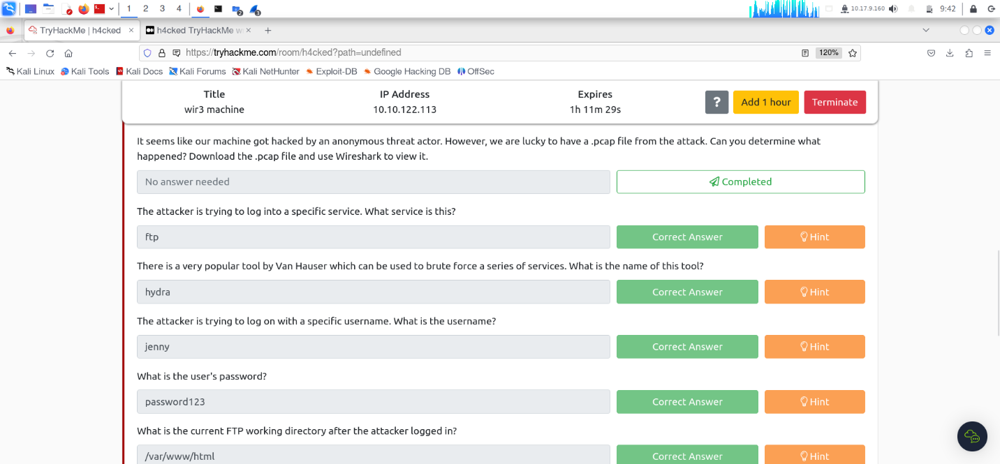 1 2 3 4 2 3 10.17.9.160 9:42
TryHackMe | h4cked h4cked TryHackMe w
https://tryhackme.com/room/h4cked?path=undefined 120%
Kali Linux Kali Tools Kali Docs Kali Forums Kali NetHunter Exploit-DB Google Hacking DB OffSec
Title IP Address Expires
wir3 machine 10.10.122.113 1h 11m 29s ? Add 1 hour Terminate
It seems like our machine got hacked by an anonymous threat actor. However, we are lucky to have a .pcap file from the attack. Can you determine what
happened? Download the .pcap file and use Wireshark to view it.
No answer needed Completed
The attacker is trying to log into a specific service. What service is this?
ftp Correct Answer Hint
There is a very popular tool by Van Hauser which can be used to brute force a series of services. What is the name of this tool?
hydra Correct Answer Hint
The attacker is trying to log on with a specific username. What is the username?
jenny Correct Answer Hint
What is the user's password?
password123 Correct Answer Hint
What is the current FTP working directory after the attacker logged in?
/var/www/html Correct Answer Hint